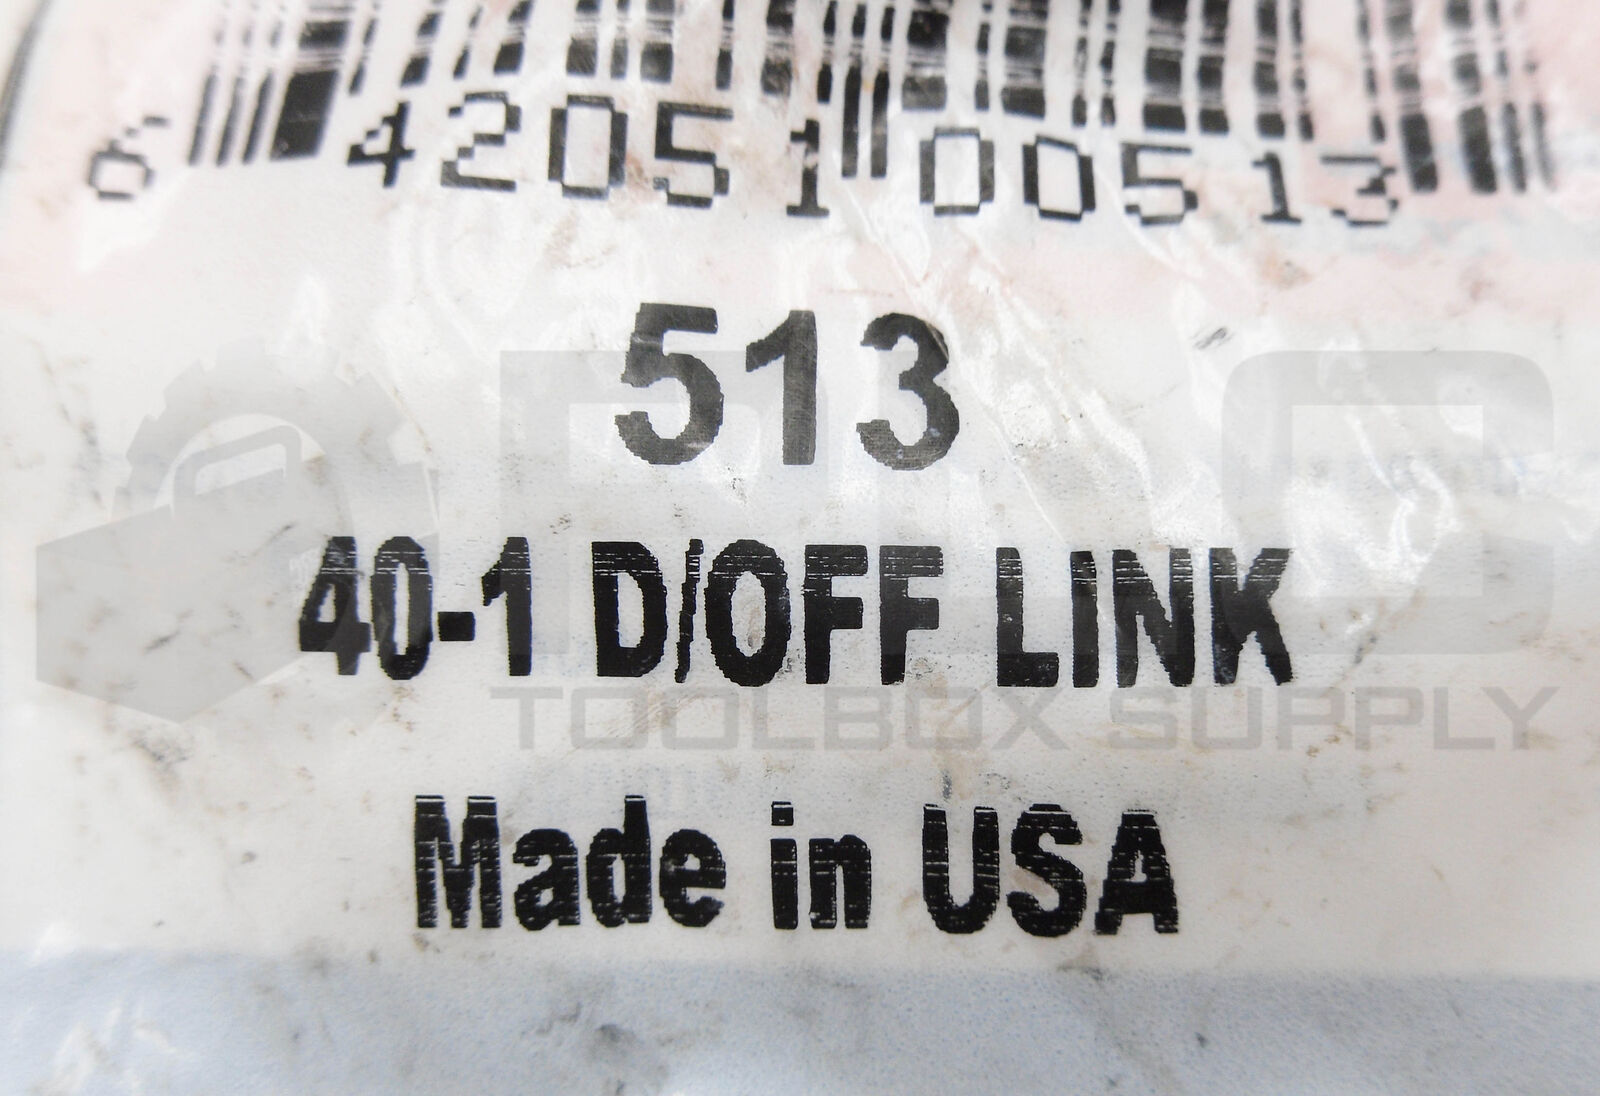 6 42051 00513
513
40-1 D/OFF LINK
TOOLBOX SUPPLY
Made in USA